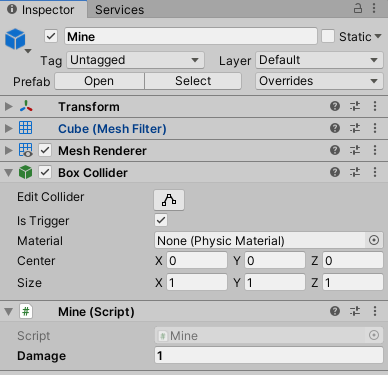 Inspector Services
Mine Static
Tag Untagged Layer Default
Prefab Open Select Overrides
Transform
Cube (Mesh Filter)
Mesh Renderer
Box Collider
Edit Collider
Is Trigger
Material None (Physic Material)
Center X 0 Y 0 Z 0
Size X 1 Y 1 Z 1
# Mine (Script)
Script # Mine
Damage 1